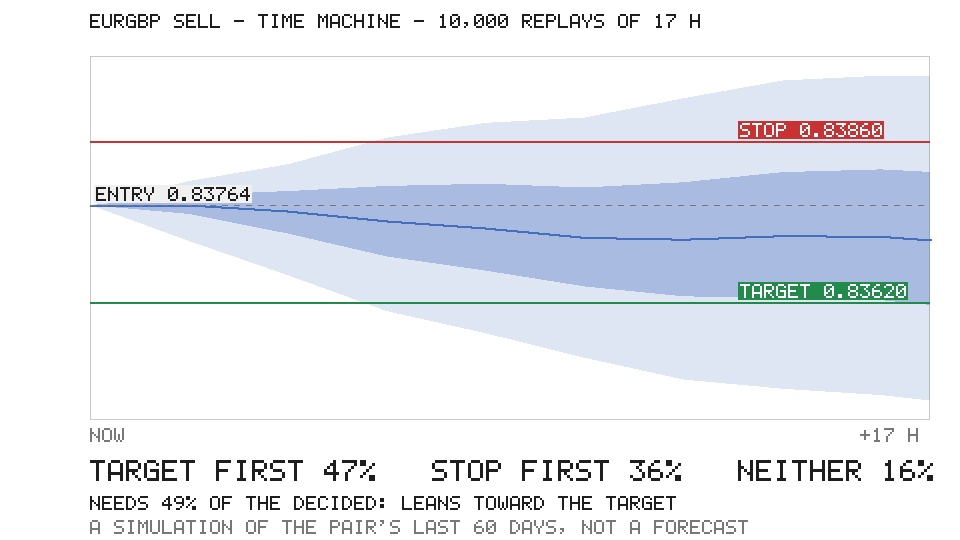 EURGBP SELL - TIME MACHINE - 10,000 REPLAYS OF 17 H
STOP 0.83860
ENTRY 0.83764
TARGET 0.83620
NOW +17 H
TARGET FIRST 47% STOP FIRST 36% NEITHER 16%
NEEDS 49% OF THE DECIDED: LEANS TOWARD THE TARGET
A SIMULATION OF THE PAIR'S LAST 60 DAYS, NOT A FORECAST